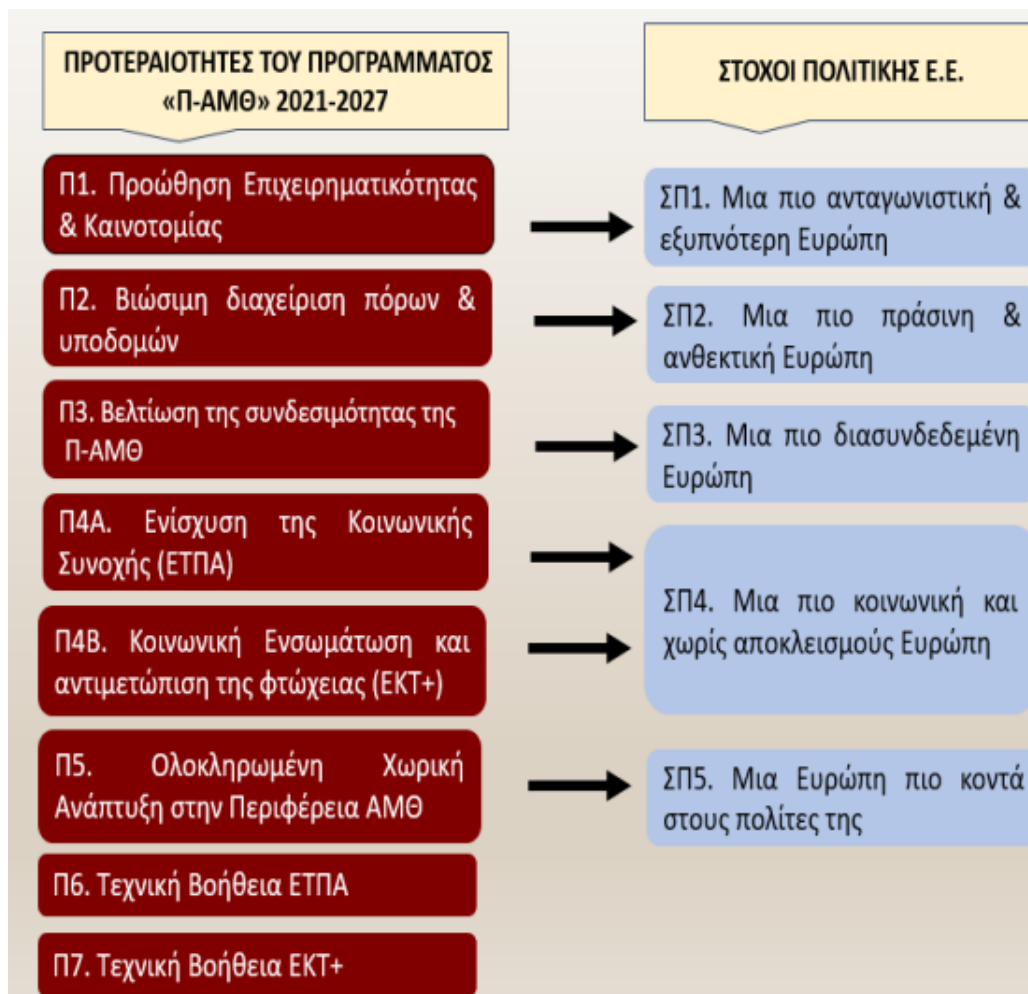 ΠΡΟΤΕΡΑΙΟΤΗΤΕΣ ΤΟΥ ΠΡΟΓΡΑΜΜΑΤΟΣ
«Π-ΑΜΘ» 2021-2027
Π1. Προώθηση Επιχειρηματικότητας
& Καινοτομίας
Π2. Βιώσιμη διαχείριση πόρων &
υποδομών
Π3. Βελτίωση της συνδεσιμότητας της
Π-ΑΜΘ
Π4Α. Ενίσχυση της Κοινωνικής
Συνοχής (ΕΤΠΑ)
Π4Β. Κοινωνική Ενσωμάτωση και
αντιμετώπιση της φτώχειας (ΕΚΤ+)
Π5. Ολοκληρωμένη Χωρική
Ανάπτυξη στην Περιφέρεια ΑΜΘ
Π6. Τεχνική Βοήθεια ΕΤΠΑ
Π7. Τεχνική Βοήθεια ΕΚΤ+
ΣΤΟΧΟΙ ΠΟΛΙΤΙΚΗΣ Ε.Ε.
ΣΠ1. Μια πιο ανταγωνιστική &
εξυπνότερη Ευρώπη
ΣΠ2. Μια πιο πράσινη &
ανθεκτική Ευρώπη
ΣΠ3. Μια πιο διασυνδεδεμένη
Ευρώπη
ΣΠ4. Μια πιο κοινωνική και
χωρίς αποκλεισμούς Ευρώπη
ΣΠ5. Μια Ευρώπη πιο κοντά
στους πολίτες της